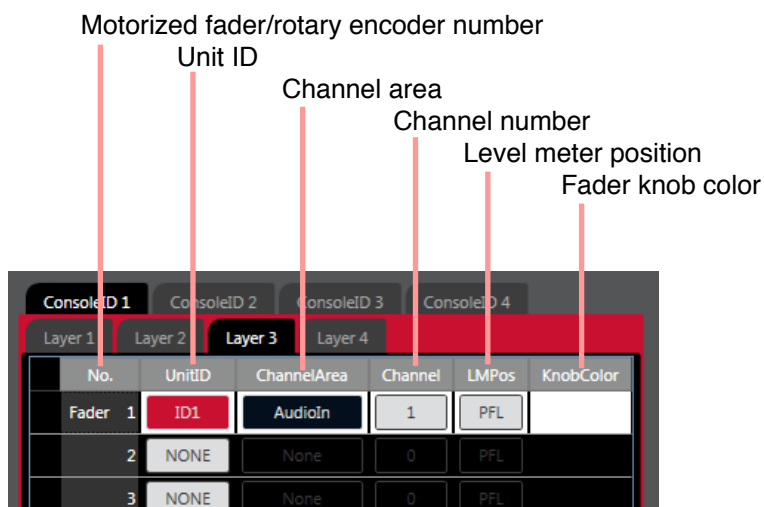 Motorized fader/rotary encoder number
Unit ID
Channel area
Channel number
Level meter position
Fader knob color
ConsoleID 1 ConsoleID 2 ConsoleID 3 ConsoleID 4
Layer 1 Layer 2 Layer 3 Layer 4
No. UnitID ChannelArea Channel LMPos KnobColor
Fader 1 ID1 AudioIn 1 PFL
2 NONE None 0 PFL
3 NONE None 0 PFL